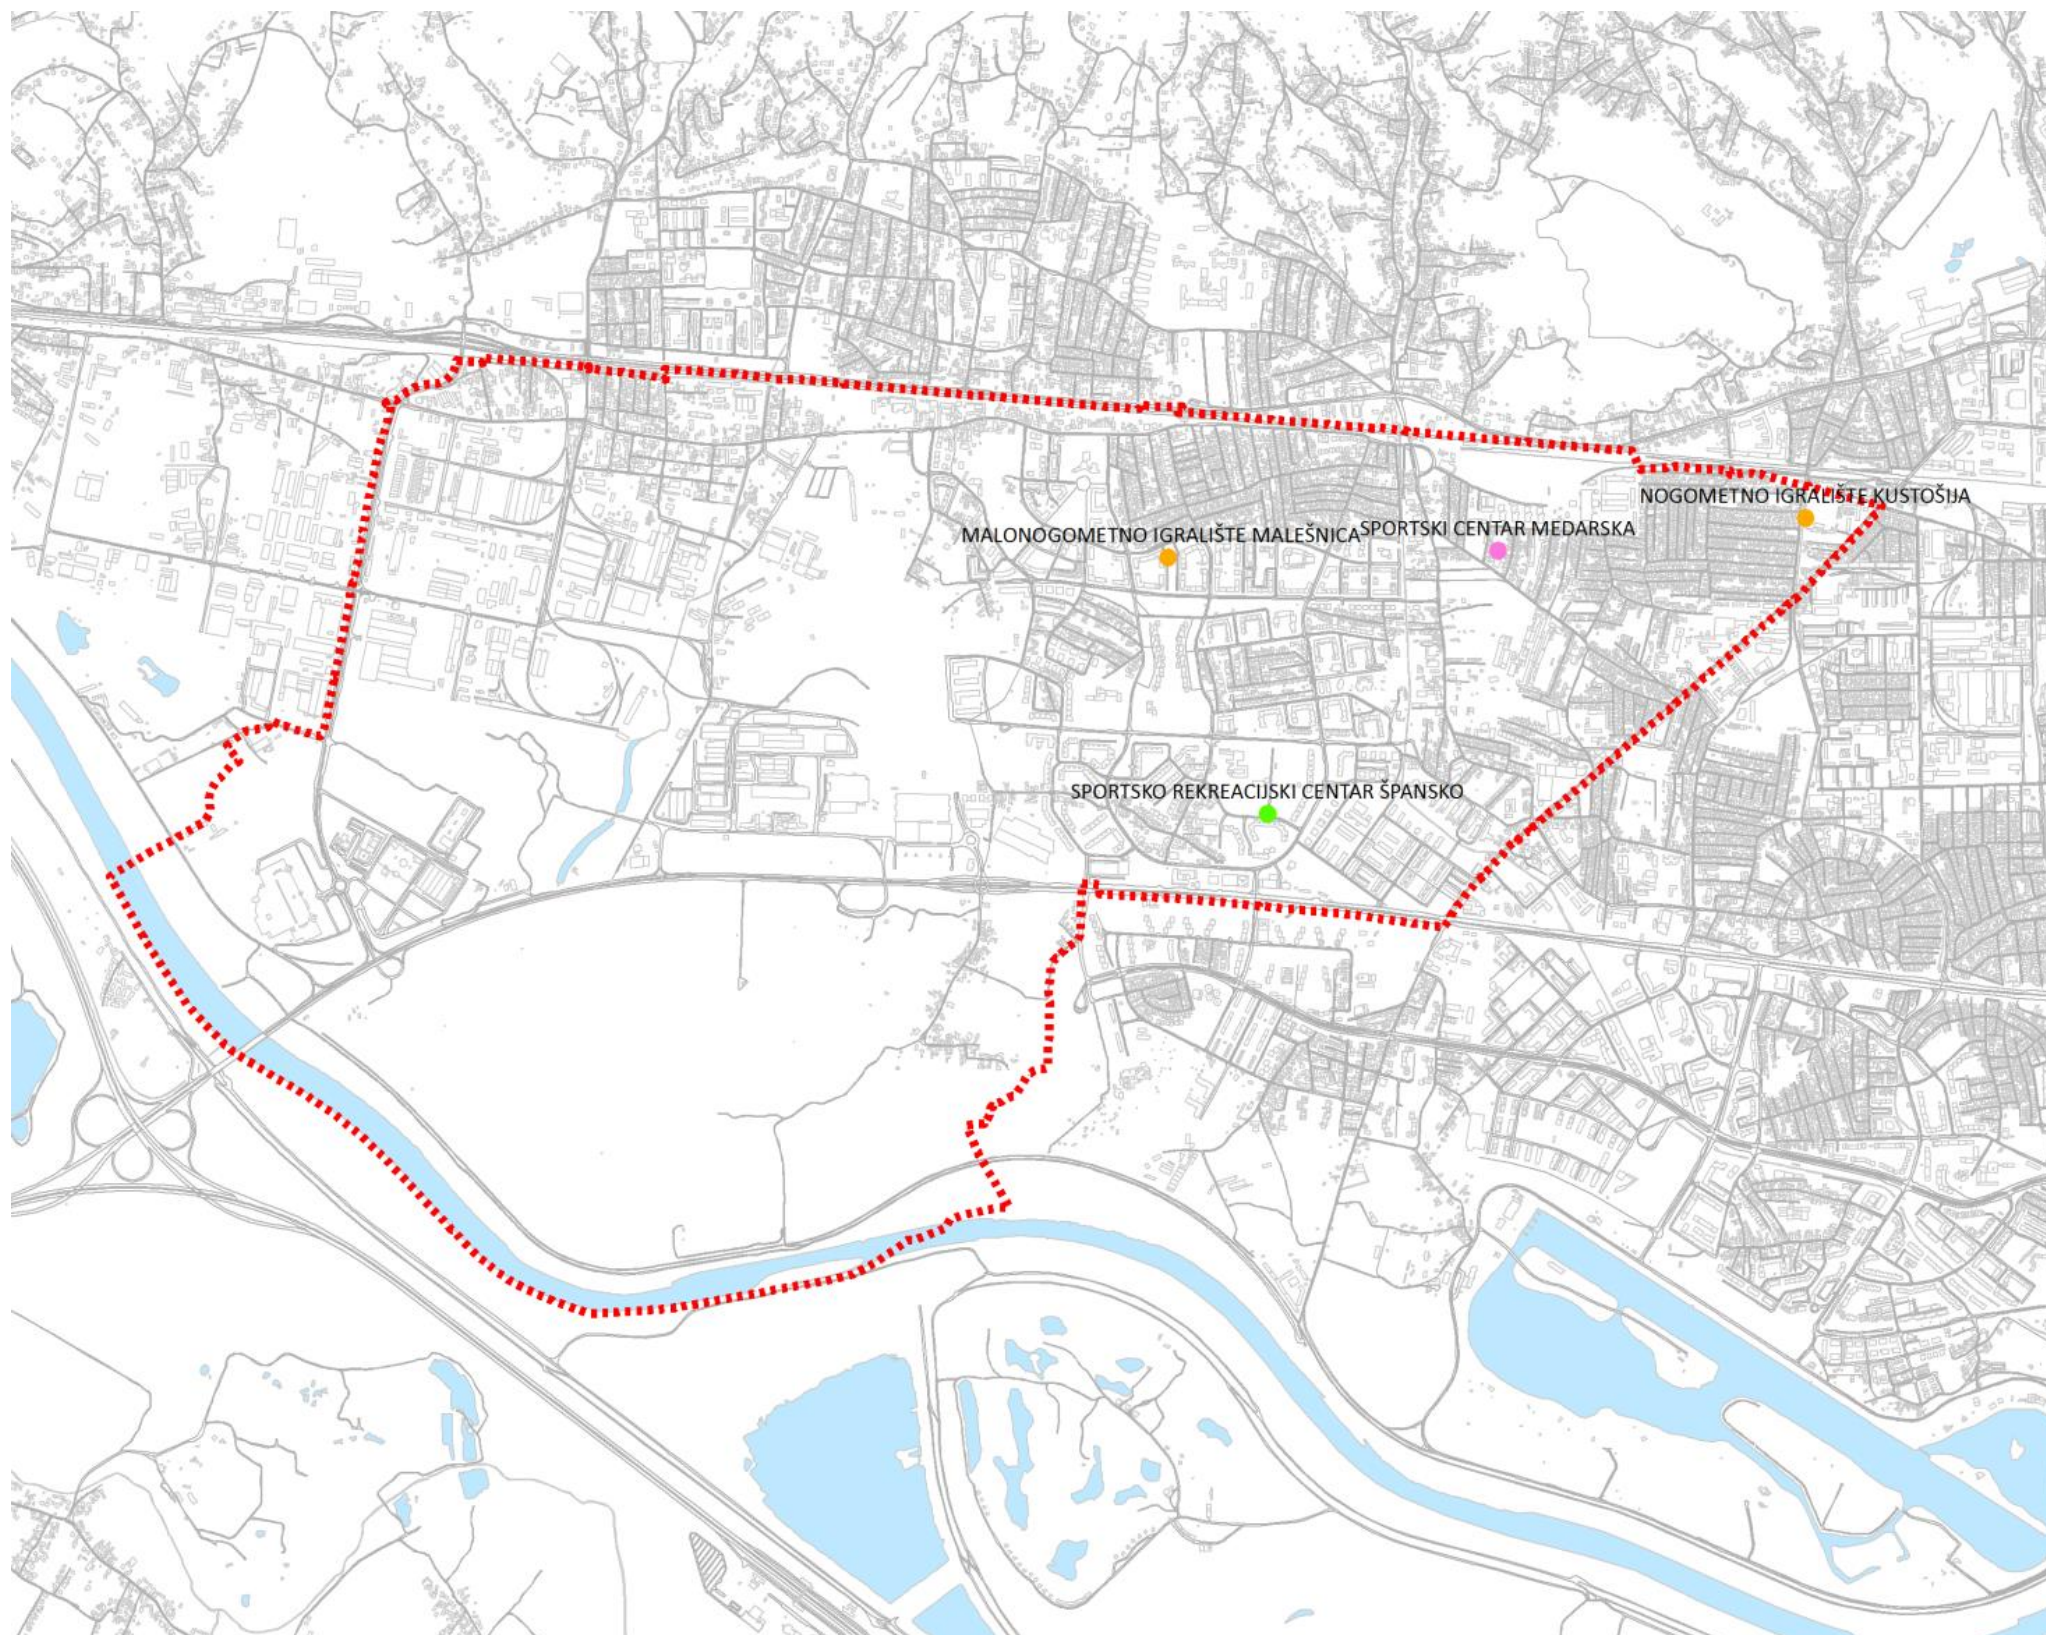 NOGOMETNO IGRALIŠTE KUSTOŠIJA
MALONOGOMETNO IGRALIŠTE MALEŠNICA
SPORTSKI CENTAR MEDARSKA
SPORTSKO REKREACIJSKI CENTAR ŠPANSKO